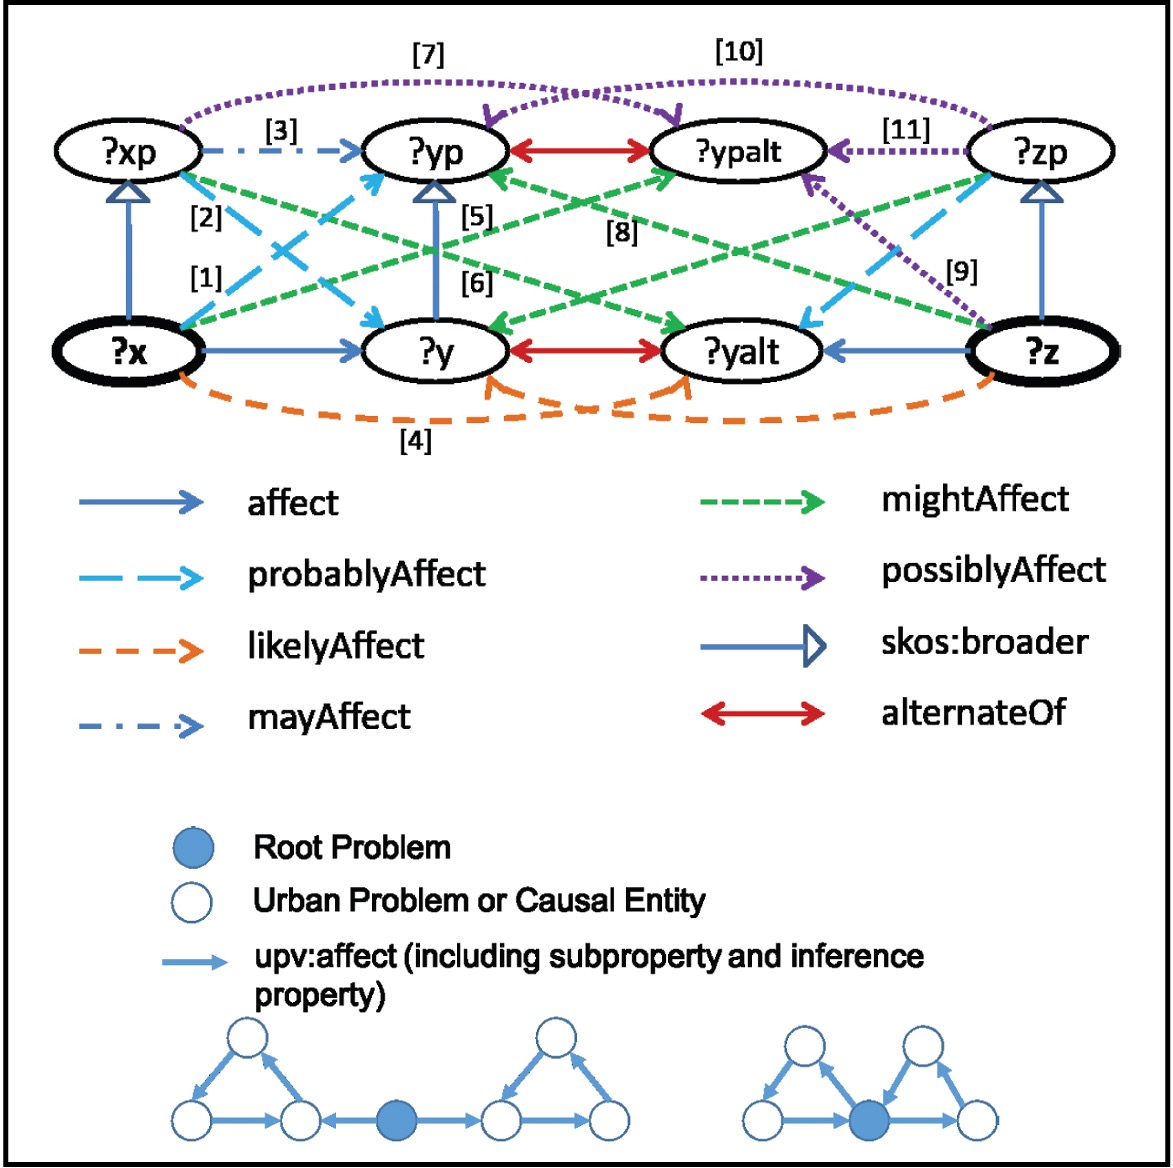 [7] [10]
?xp [3] ?yp ?ypalt [11] ?zp
[2] [5] [8]
[1] [6] [9]
?x ?y ?yalt ?z
[4]
affect mightAffect
probablyAffect possiblyAffect
likelyAffect skos:broader
mayAffect alternateOf
Root Problem
Urban Problem or Causal Entity
upv:affect (including subproperty and inference
property)